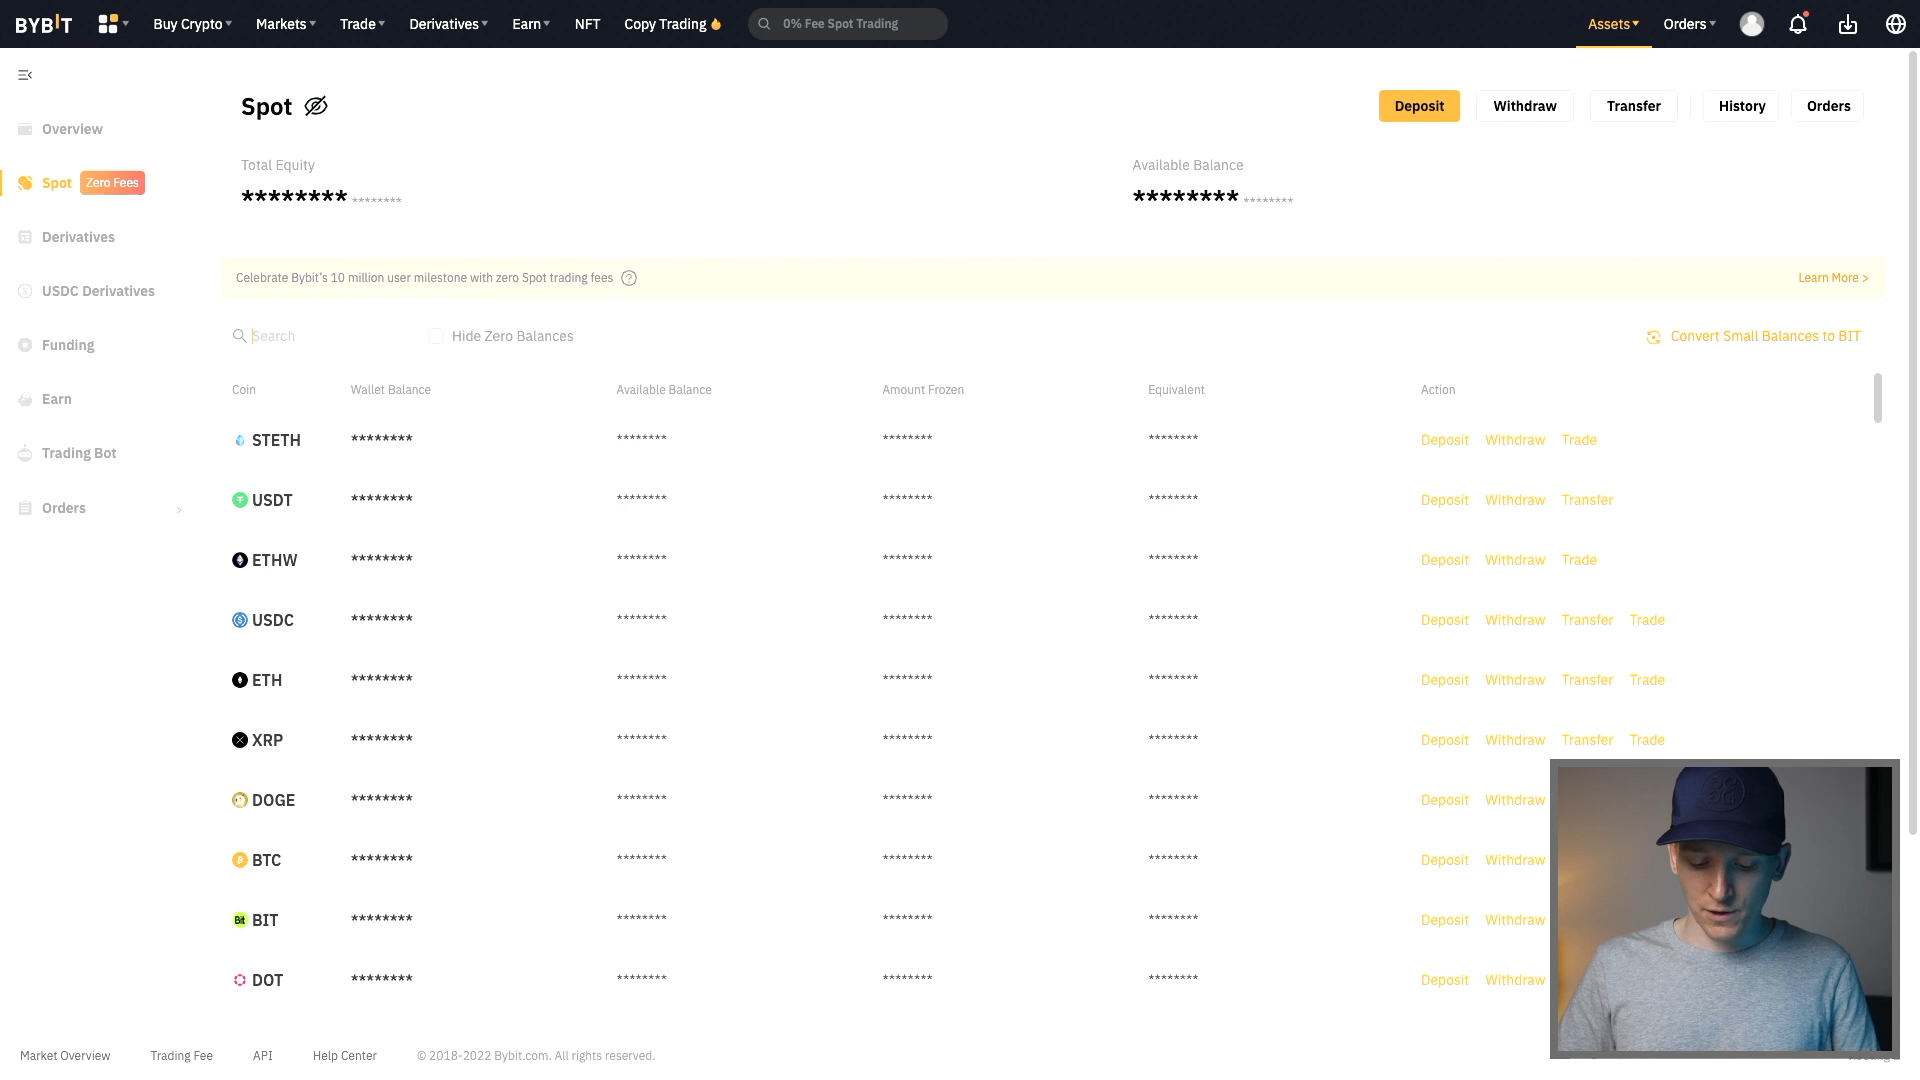 BYBIT Buy Crypto Markets Trade Derivatives Earn NFT Copy Trading 0% Fee Spot Trading Assets Orders
Spot Deposit Withdraw Transfer History Orders
Overview
Total Equity Available Balance
Spot Zero Fees
******** ******** ******** ********
Derivatives
Celebrate Bybit's 10 million user milestone with zero Spot trading fees ? Learn More >
USDC Derivatives
Search Hide Zero Balances Convert Small Balances to BIT
Funding
Coin Wallet Balance Available Balance Amount Frozen Equivalent Action
Earn
STETH ******** ******** ******** ******** Deposit Withdraw Trade
Trading Bot
USDT ******** ******** ******** ******** Deposit Withdraw Transfer
Orders
ETHW ******** ******** ******** ******** Deposit Withdraw Trade
USDC ******** ******** ******** ******** Deposit Withdraw Transfer Trade
ETH ******** ******** ******** ******** Deposit Withdraw Transfer Trade
XRP ******** ******** ******** ******** Deposit Withdraw Transfer Trade
DOGE ******** ******** ******** ******** Deposit Withdraw
BTC ******** ******** ******** ******** Deposit Withdraw
Bit BIT ******** ******** ******** ******** Deposit Withdraw
DOT ******** ******** ******** ******** Deposit Withdraw
Market Overview Trading Fee API Help Center © 2018-2022 Bybit.com. All rights reserved.